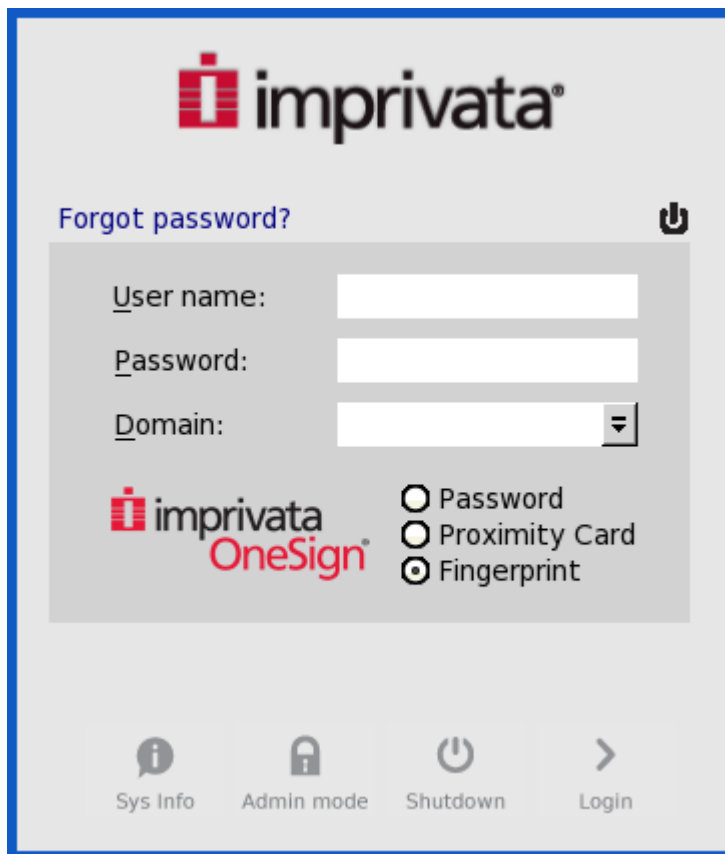 imprivata®
Forgot password?
User name:
Password:
Domain:
imprivata
OneSign®
Password
Proximity Card
Fingerprint
Sys Info
Admin mode
Shutdown
Login